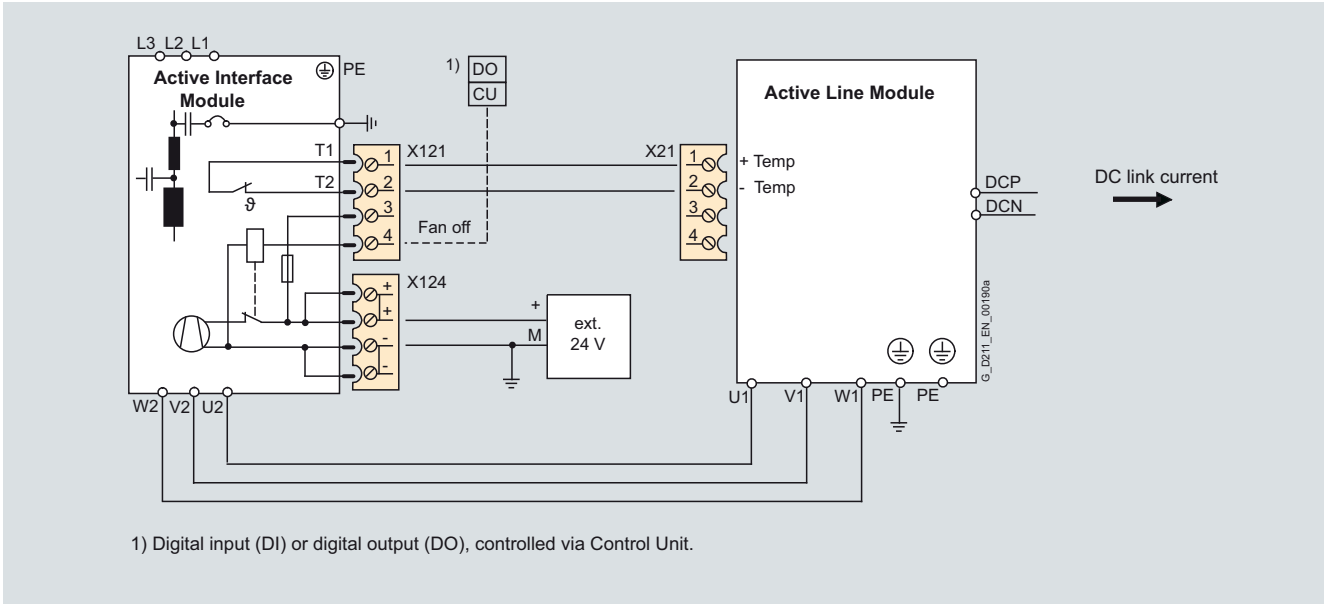 L3 L2 L1
Active Interface
Module
PE
1) DO
CU
T1
T2
ϑ
X121
1
2
3
4
Fan off
X124
+
+
-
-
+
M
ext.
24 V
X21
1
2
3
4
+ Temp
- Temp
Active Line Module
DCP
DCN
DC link current
G_D211_EN_00190a
W2 V2 U2
U1 V1 W1 PE PE
1) Digital input (DI) or digital output (DO), controlled via Control Unit.